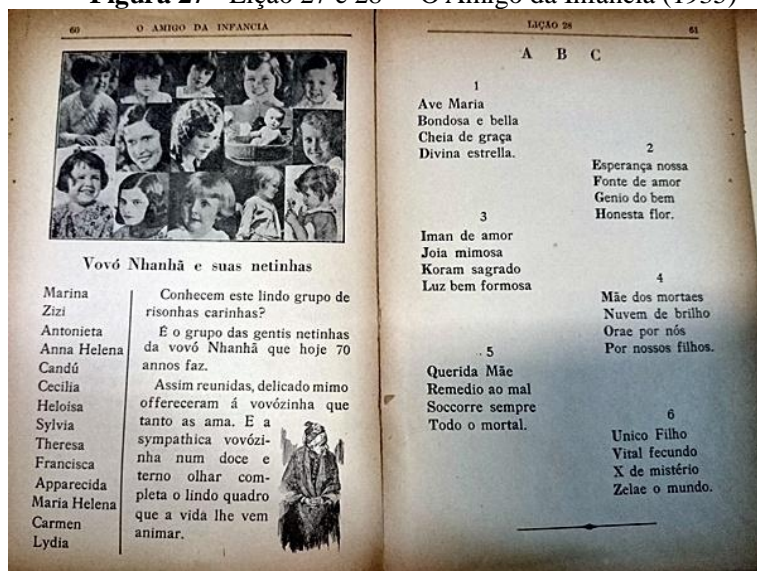 Figura 27 - Lição 27 e 28 - O Amigo da Infância (1935)
60 O AMIGO DA INFANCIA
Vovó Nhanhã e suas netinhas
Marina
Zizi
Antonieta
Anna Helena
Candú
Cecilia
Heloisa
Sylvia
Theresa
Francisca
Apparecida
Maria Helena
Carmen
Lydia
Conhecem este lindo grupo de
risonhas carinhas?
É o grupo das gentis netinhas
da vovó Nhanhã que hoje 70
annos faz.
Assim reunidas, delicado mimo
offereceram á vovózinha que
tanto as ama. E a
sympathica vovózi-
nha num doce e
terno olhar com-
pleta o lindo quadro
que a vida lhe vem
animar.
LIÇÃO 28 61
A B C
1
Ave Maria
Bondosa e bella
Cheia de graça
Divina estrella.
2
Esperança nossa
Fonte de amor
Genio do bem
Honesta flor.
3
Iman de amor
Joia mimosa
Koram sagrado
Luz bem formosa
4
Mãe dos mortaes
Nuvem de brilho
Orae por nós
Por nossos filhos.
5
Querida Mãe
Remedio ao mal
Soccorre sempre
Todo o mortal.
6
Unico Filho
Vital fecundo
X de mistério
Zelae o mundo.